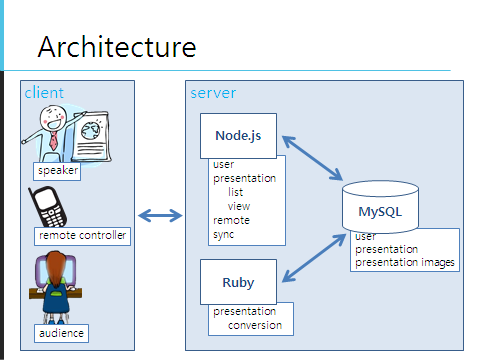 Architecture
client
speaker
remote controller
audience
server
Node.js
user
presentation
list
view
remote
sync
MySQL
user
presentation
presentation images
Ruby
presentation
conversion